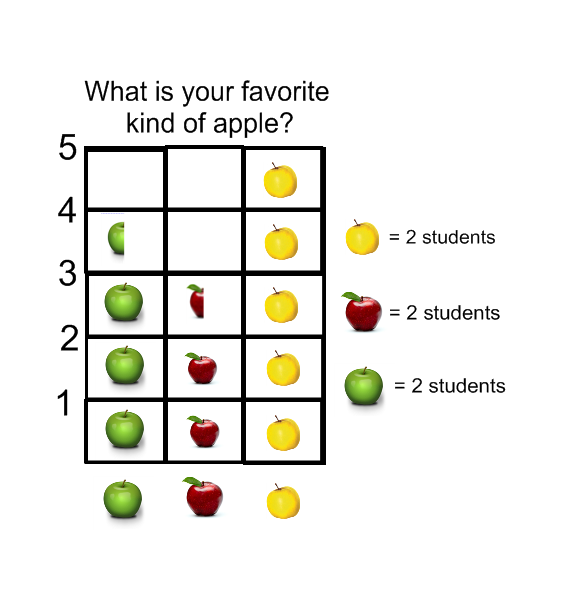 What is your favorite
kind of apple?
5
4
3
2
1
= 2 students
= 2 students
= 2 students